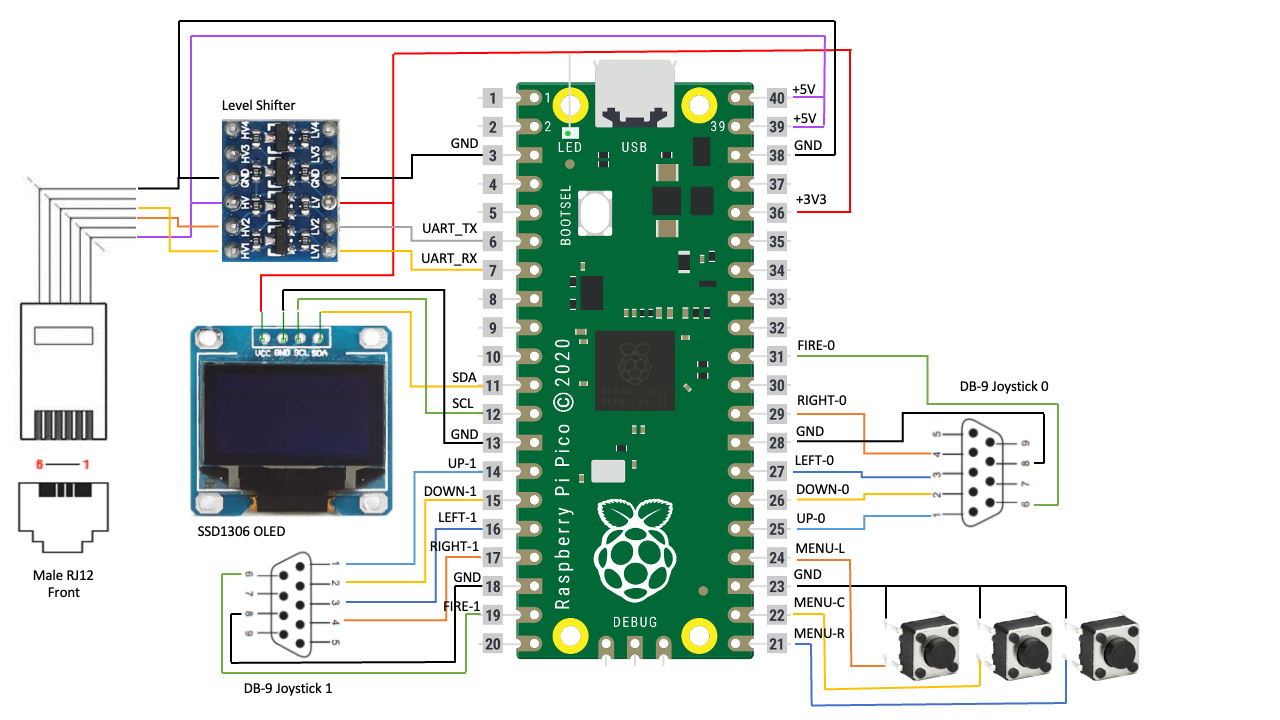 Level Shifter
HV4
HV3
GND
HV
HV2
HV1
LV4
LV3
GND
LV
LV2
LV1
6
1
Male RJ12
Front
VCC GND SCL SDA
SSD1306 OLED
6
7
8
9
1
2
3
4
5
DB-9 Joystick 1
GND
UART_TX
UART_RX
SDA
SCL
GND
UP-1
DOWN-1
LEFT-1
RIGHT-1
GND
FIRE-1
1
2
3
4
5
6
7
8
9
10
11
12
13
14
15
16
17
18
19
20
1
2
39
LED
USB
BOOTSEL
Raspberry Pi Pico © 2020
DEBUG
40
39
38
37
36
35
34
33
32
31
30
29
28
27
26
25
24
23
22
21
+5V
+5V
GND
+3V3
FIRE-0
RIGHT-0
GND
LEFT-0
DOWN-0
UP-0
MENU-L
GND
MENU-C
MENU-R
DB-9 Joystick 0
5
4
3
2
1
9
8
7
6